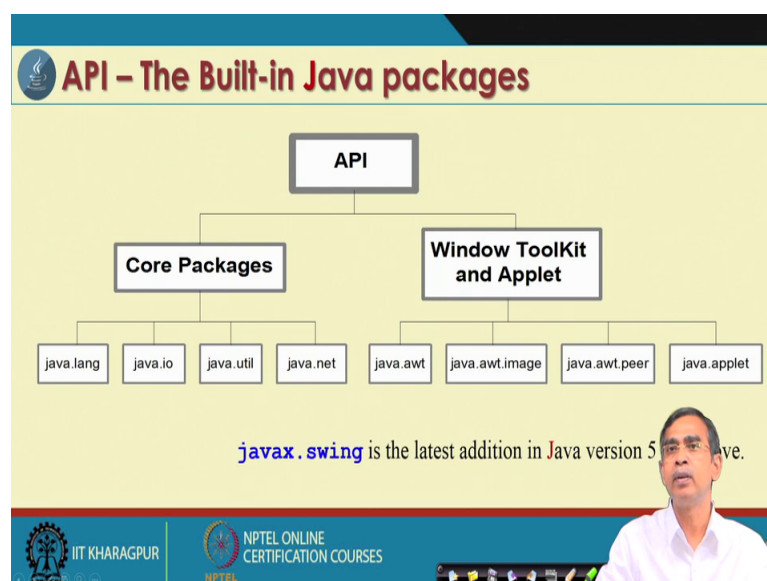 API – The Built-in Java packages
API
Core Packages
Window ToolKit
and Applet
java.lang
java.io
java.util
java.net
java.awt
java.awt.image
java.awt.peer
java.applet
javax.swing is the latest addition in Java version 5 ve.
IIT KHARAGPUR
NPTEL ONLINE
CERTIFICATION COURSES
NPTEL